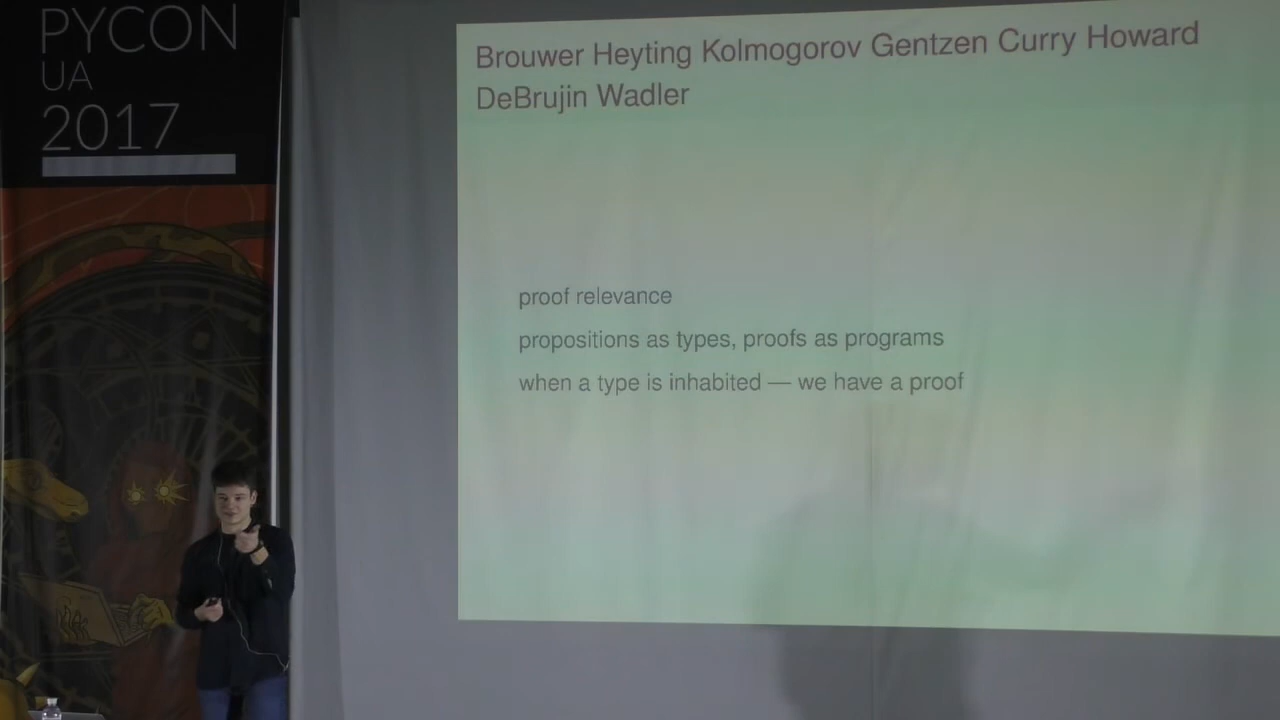 PYCON
UA
2017
Brouwer Heyting Kolmogorov Gentzen Curry Howard
DeBrujin Wadler
proof relevance
propositions as types, proofs as programs
when a type is inhabited — we have a proof